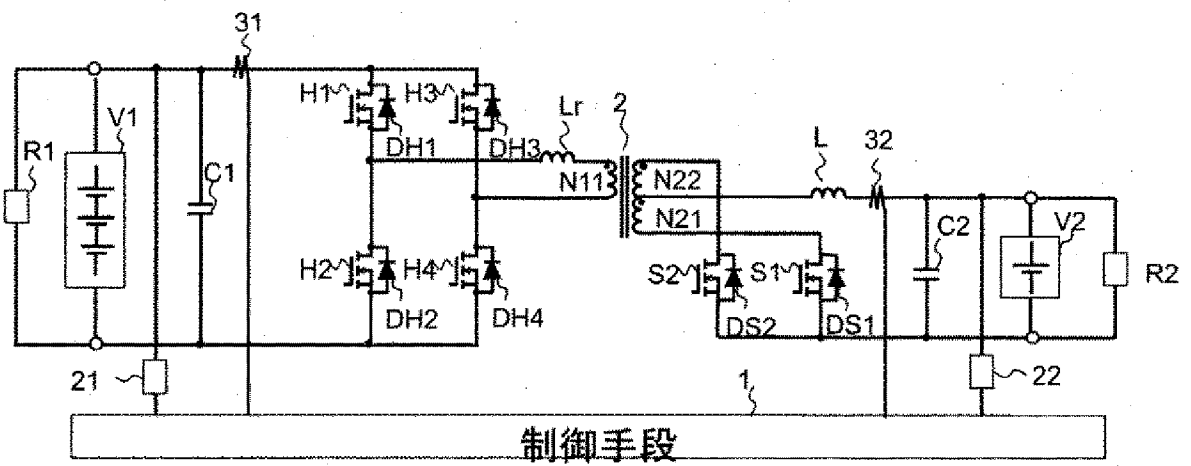 31
H1
H3
V1
R1
C1
DH1
DH3
Lr
2
N11
N22
N21
L
32
C2
V2
R2
H2
H4
DH2
DH4
S2
S1
DS2
DS1
21
22
1
制御手段